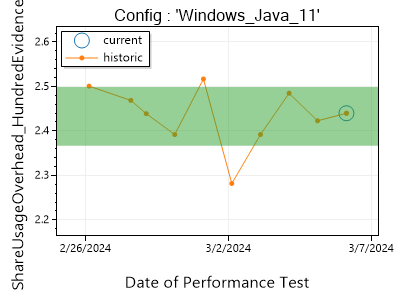 Config : 'Windows_Java_11'
ShareUsageOverhead_HundredEvidence
current
historic
2.6
2.5
2.4
2.3
2.2
2/26/2024
3/2/2024
3/7/2024
Date of Performance Test